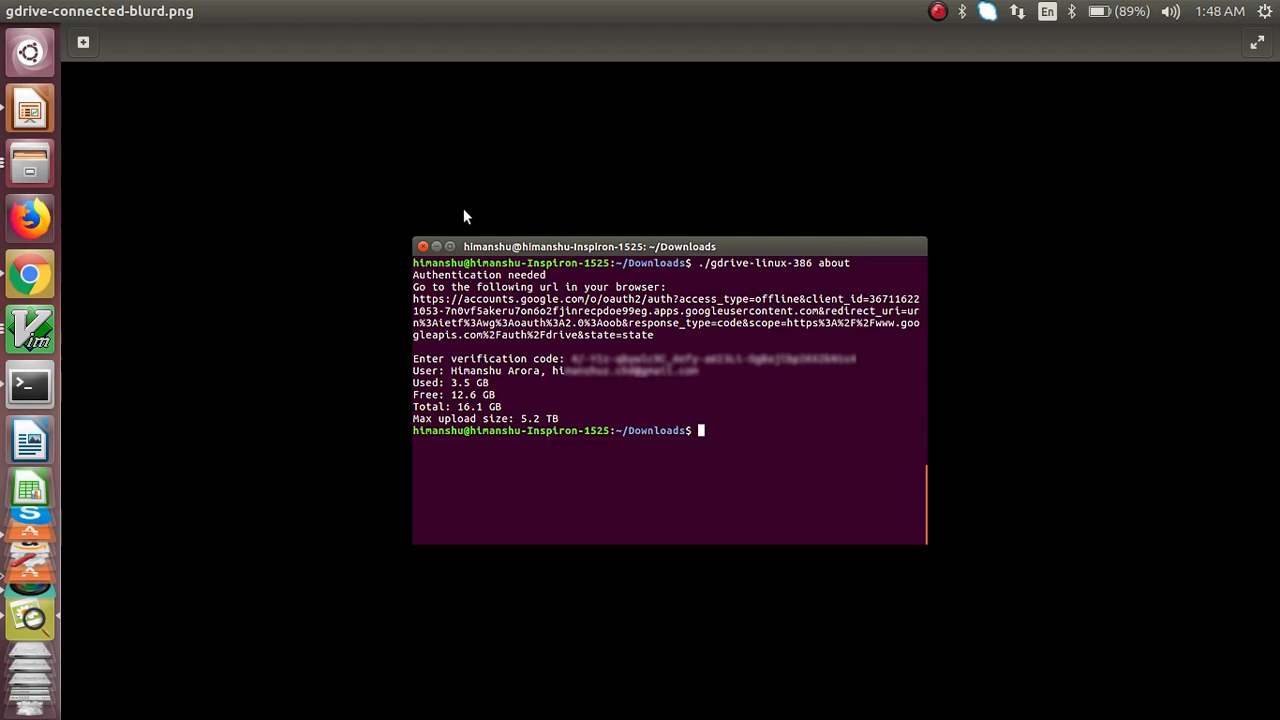 gdrive-connected-blurd.png
En
(89%)
1:48 AM
himanshu@himanshu-Inspiron-1525: ~/Downloads
himanshu@himanshu-Inspiron-1525:~/Downloads$ ./gdrive-linux-386 about
Authentication needed
Go to the following url in your browser:
https://accounts.google.com/o/oauth2/auth?access_type=offline&client_id=36711622
1053-7n0vf5akeru7on6o2fjinrecpdoe99eg.apps.googleusercontent.com&redirect_uri=ur
n%3Aietf%3Awg%3Aoauth%3A2.0%3Aoob&response_type=code&scope=https%3A%2F%2Fwww.goo
gleapis.com%2Fauth%2Fdrive&state=state
Enter verification code:
User: Himanshu Arora, hi
Used: 3.5 GB
Free: 12.6 GB
Total: 16.1 GB
Max upload size: 5.2 TB
himanshu@himanshu-Inspiron-1525:~/Downloads$
Vim